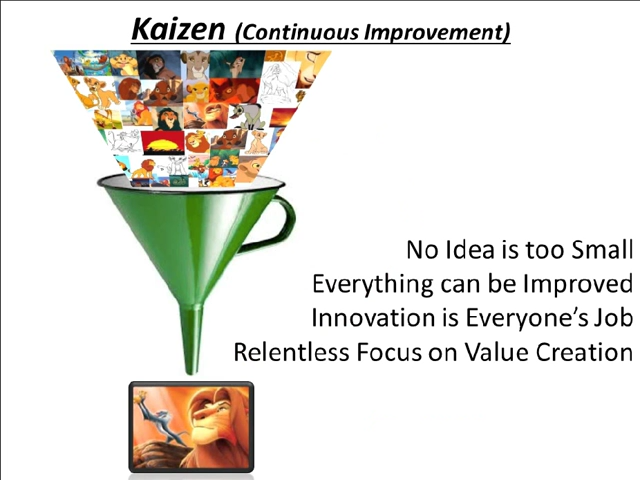 Kaizen (Continuous Improvement)
No Idea is too Small
Everything can be Improved
Innovation is Everyone’s Job
Relentless Focus on Value Creation